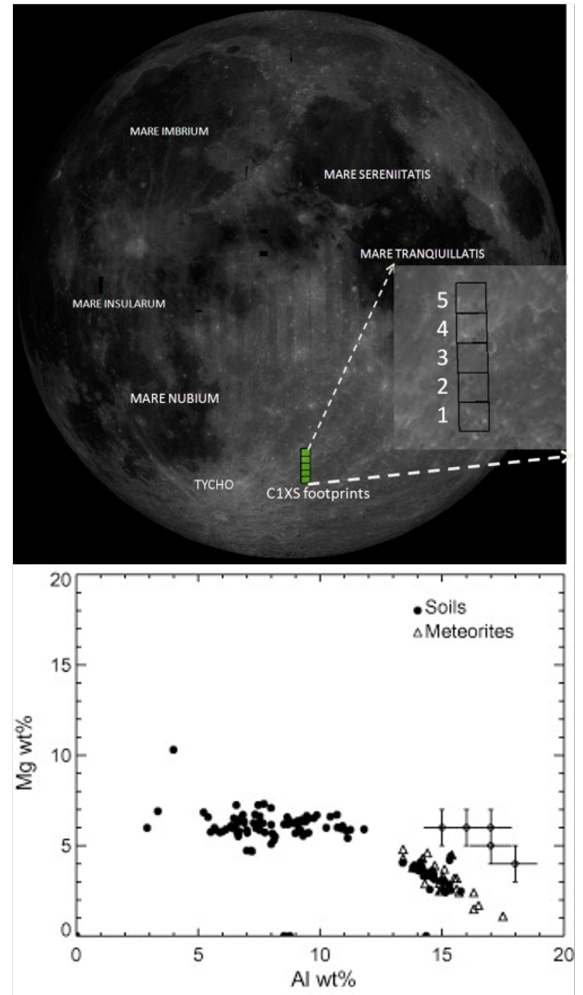 MARE IMBRIUM
MARE SERENIITATIS
MARE TRANQIUILLATIS
MARE INSULARUM
5
4
3
2
1
MARE NUBIUM
TYCHO
C1XS footprints
20
15
10
5
0
Mg wt%
Soils
Meteorites
0
5
10
15
20
Al wt%